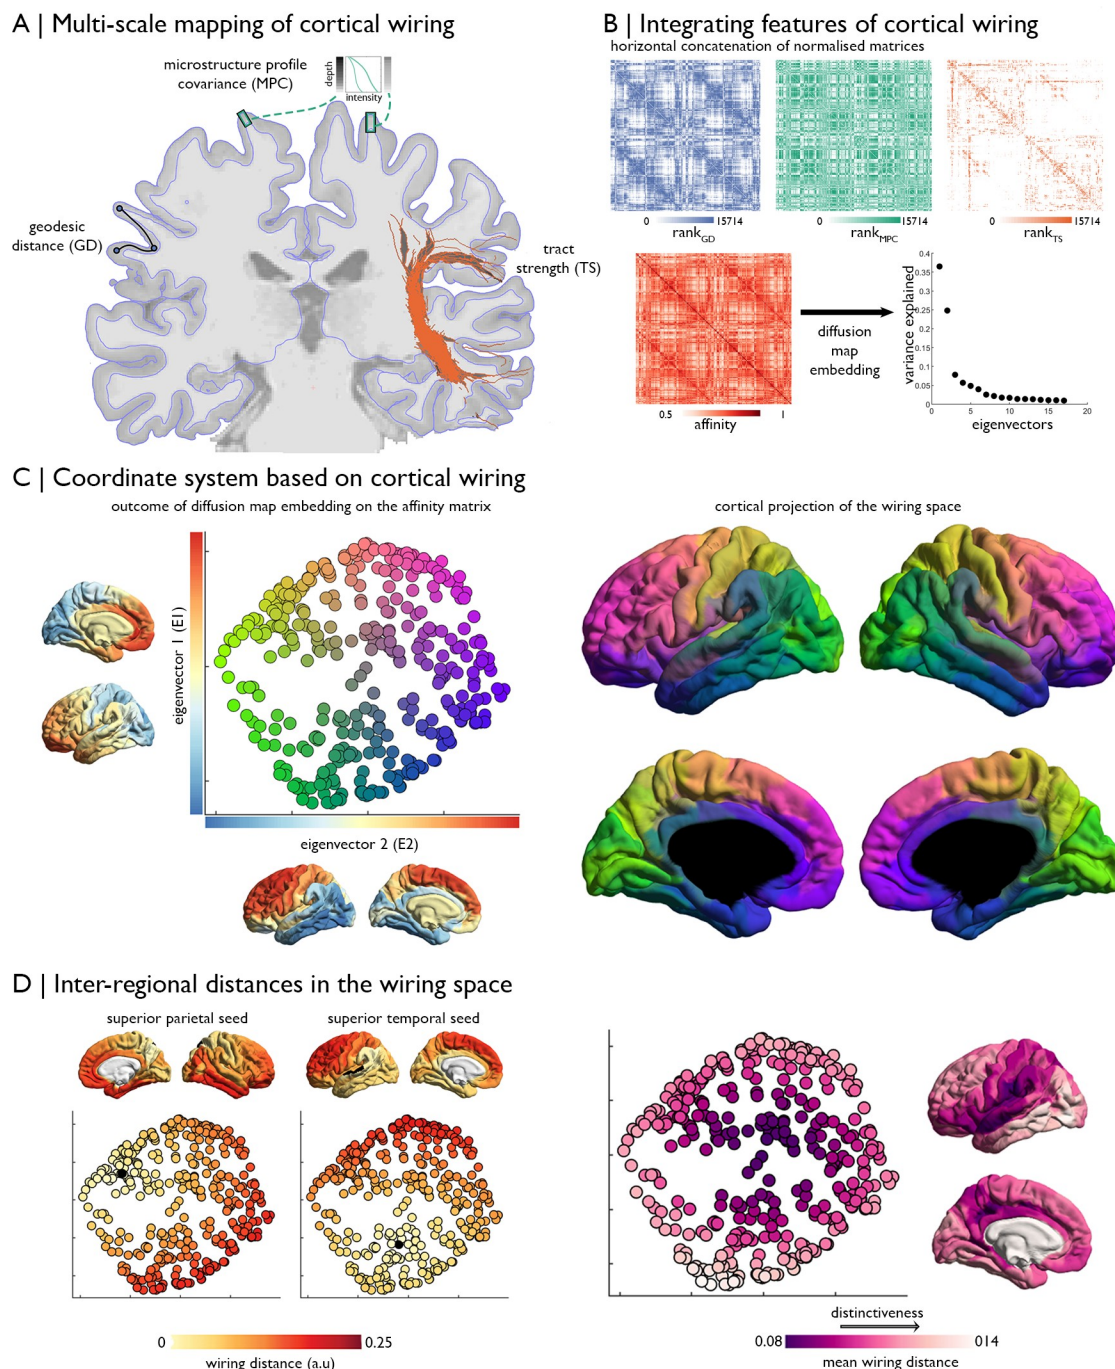 A | Multi-scale mapping of cortical wiring
microstructure profile
covariance (MPC)
depth
intensity
geodesic
distance (GD)
tract
strength (TS)
B | Integrating features of cortical wiring
horizontal concatenation of normalised matrices
0 15714
rankGD
0 15714
rankMPC
0 15714
rankTS
0.5 1
affinity
diffusion
map
embedding
variance explained
0.4
0.35
0.3
0.25
0.2
0.15
0.1
0.05
0
0 5 10 15 20
eigenvectors
C | Coordinate system based on cortical wiring
outcome of diffusion map embedding on the affinity matrix
cortical projection of the wiring space
eigenvector 1 (E1)
eigenvector 2 (E2)
D | Inter-regional distances in the wiring space
superior parietal seed
superior temporal seed
0 0.25
wiring distance (a.u)
distinctiveness
0.08 014
mean wiring distance